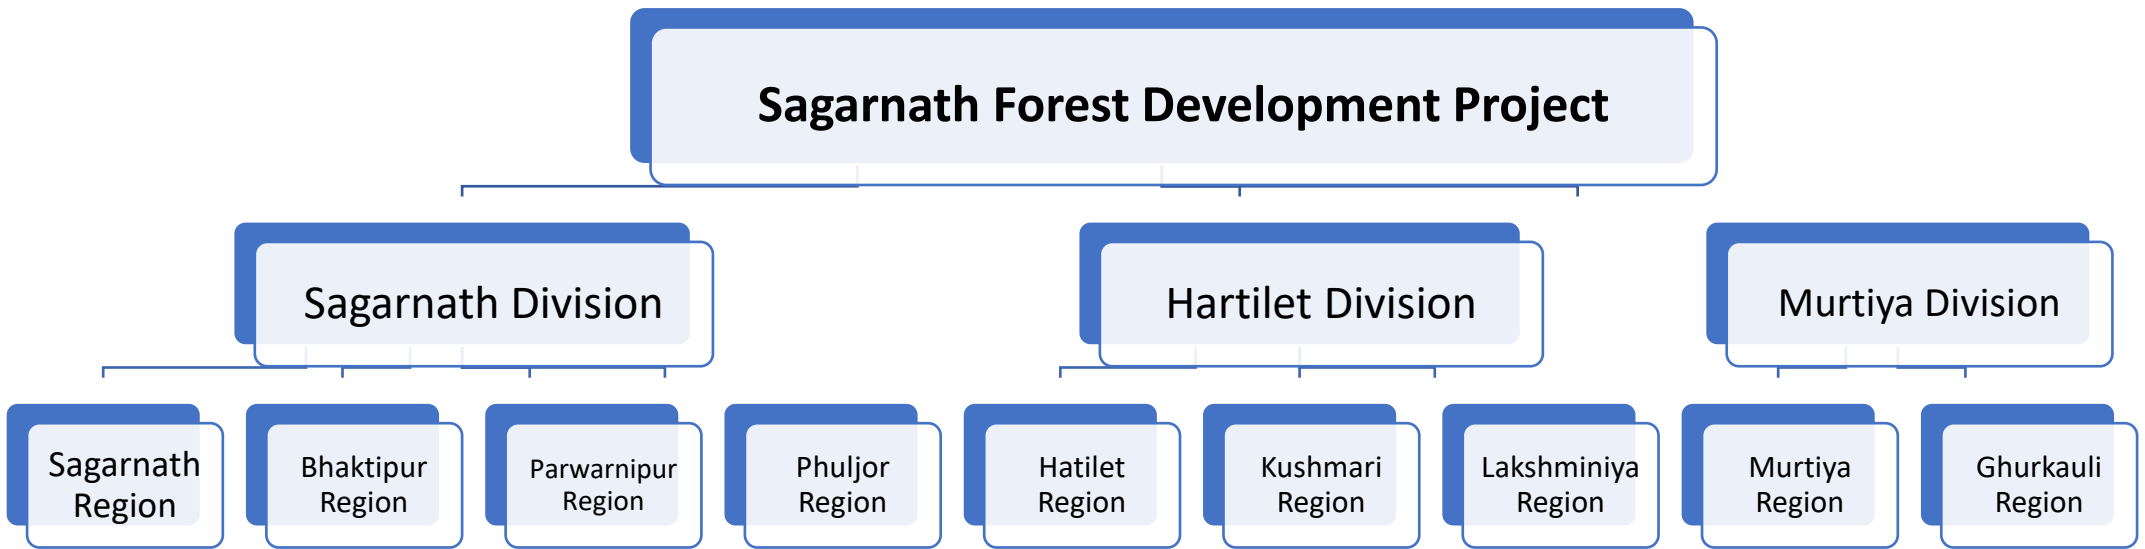 Sagarnath Forest Development Project
Sagarnath Division
Hartilet Division
Murtiya Division
Sagarnath
Region
Bhaktipur
Region
Parwarnipur
Region
Phuljor
Region
Hatilet
Region
Kushmari
Region
Lakshminiya
Region
Murtiya
Region
Ghurkauli
Region